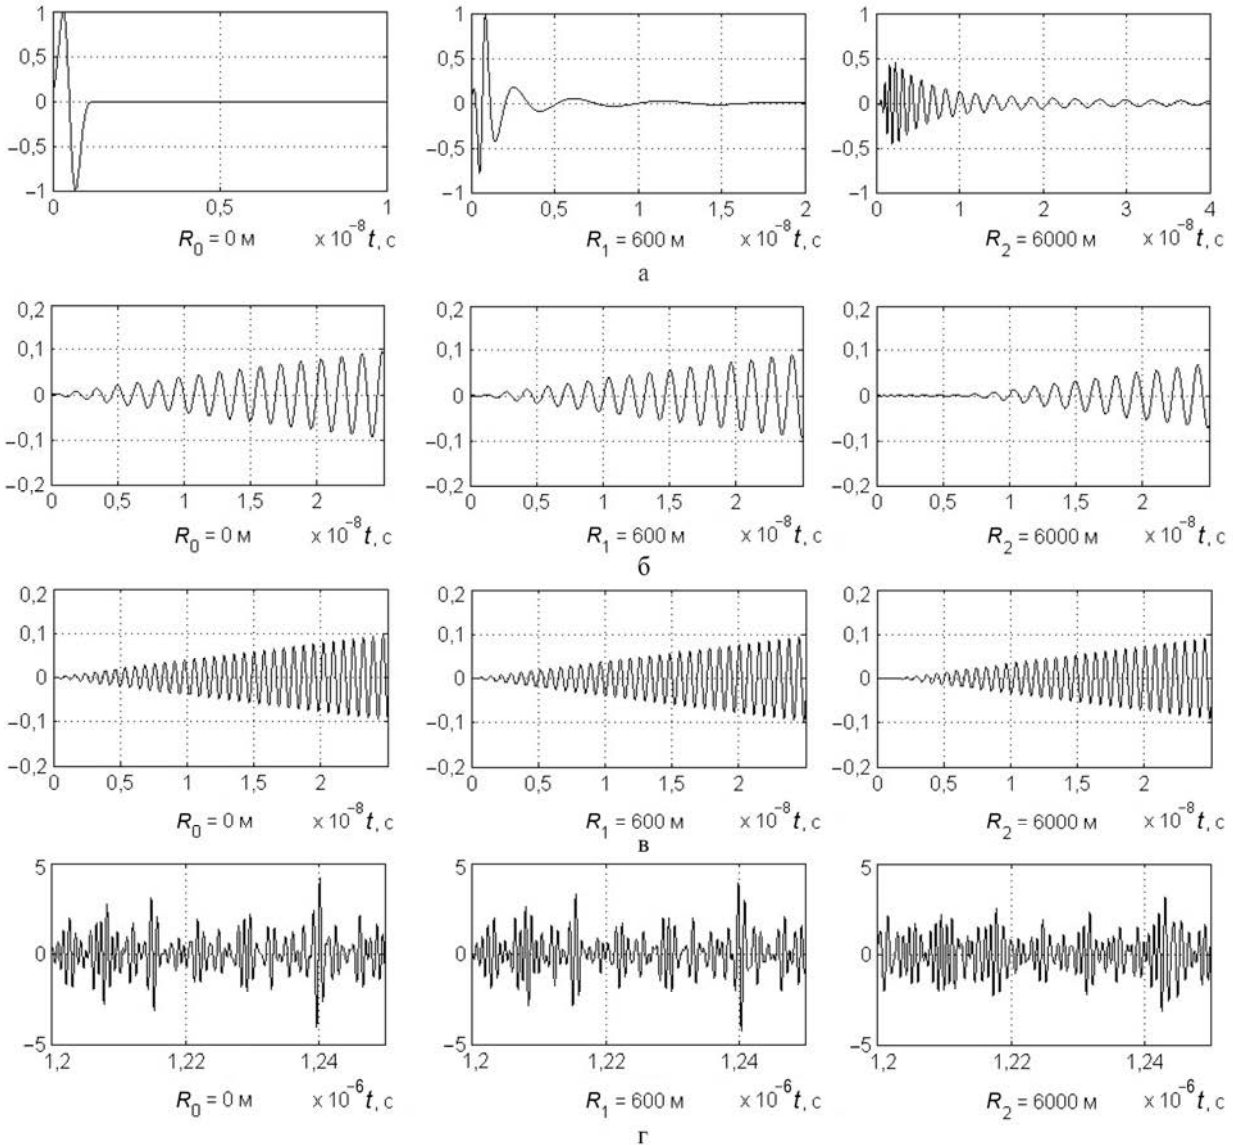 1 1 1
0,5 0,5 0,5
0 0 0
−0,5 −0,5 −0,5
−1 −1 −1
0 0,5 1 0 0,5 1 1,5 2 0 1 2 3 4
R0 = 0 м x 10−8 t, с R1 = 600 м x 10−8 t, с R2 = 6000 м x 10−8 t, с
а
0,2 0,2 0,2
0,1 0,1 0,1
0 0 0
−0,1 −0,1 −0,1
−0,2 −0,2 −0,2
0 0,5 1 1,5 2 0 0,5 1 1,5 2 0 0,5 1 1,5 2
R0 = 0 м x 10−8 t, с R1 = 600 м x 10−8 t, с R2 = 6000 м x 10−8 t, с
б
0,2 0,2 0,2
0,1 0,1 0,1
0 0 0
−0,1 −0,1 −0,1
−0,2 −0,2 −0,2
0 0,5 1 1,5 2 0 0,5 1 1,5 2 0 0,5 1 1,5 2
R0 = 0 м x 10−8 t, с R1 = 600 м x 10−8 t, с R2 = 6000 м x 10−8 t, с
в
5 5 5
0 0 0
−5 −5 −5
1,2 1,22 1,24 1,2 1,22 1,24 1,2 1,22 1,24
R0 = 0 м x 10−6 t, с R1 = 600 м x 10−6 t, с R2 = 6000 м x 10−6 t, с
г